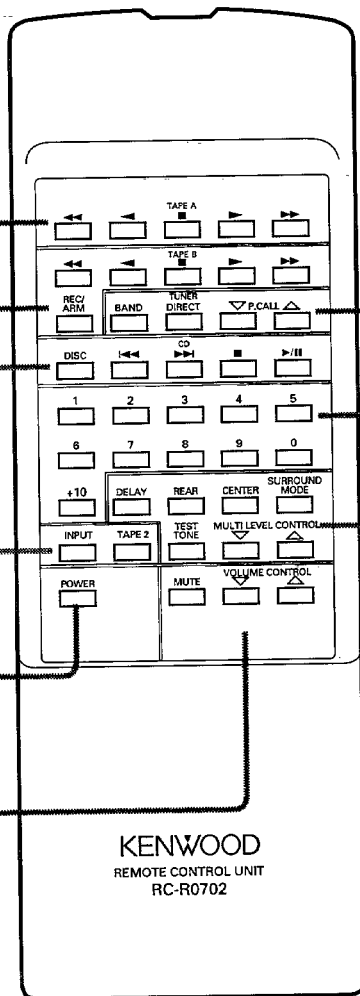 TAPE A
◄◄ ◄ ■ ► ►►
TAPE B
◄◄ ◄ ■ ► ►►
REC/
ARM
BAND
TUNER
DIRECT
▽ P.CALL △
DISC
CD
I◄◄ ►►I ■ ►/II
1 2 3 4 5
6 7 8 9 0
+10 DELAY REAR CENTER SURROUND
MODE
INPUT TAPE 2 TEST
TONE
MULTI LEVEL CONTROL
▽ △
POWER MUTE VOLUME CONTROL
▽ △
KENWOOD
REMOTE CONTROL UNIT
RC-R0702